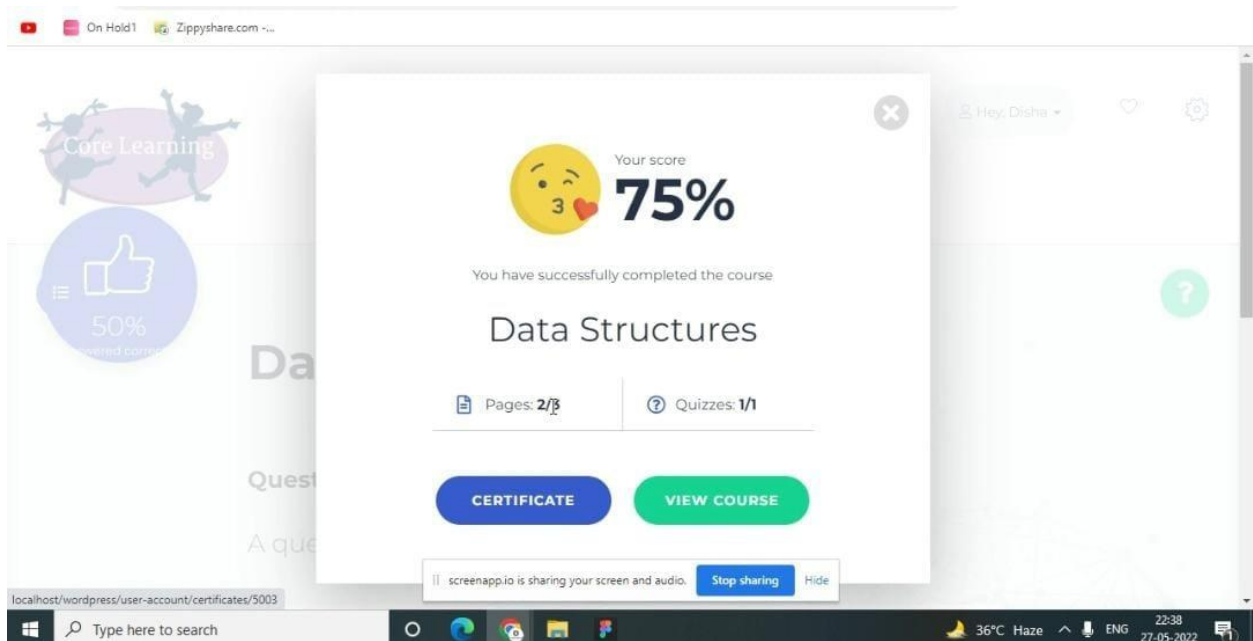 On Hold1 Zippyshare.com -...
Core Learning
Hey, Disha
Your score
75%
You have successfully completed the course
50%
Data Structures
?
Da
Pages: 2/3 Quizzes: 1/1
Quest
CERTIFICATE VIEW COURSE
A que
screenapp.io is sharing your screen and audio. Stop sharing Hide
localhost/wordpress/user-account/certificates/5003
Type here to search 36°C Haze ENG 22:38
27-05-2022